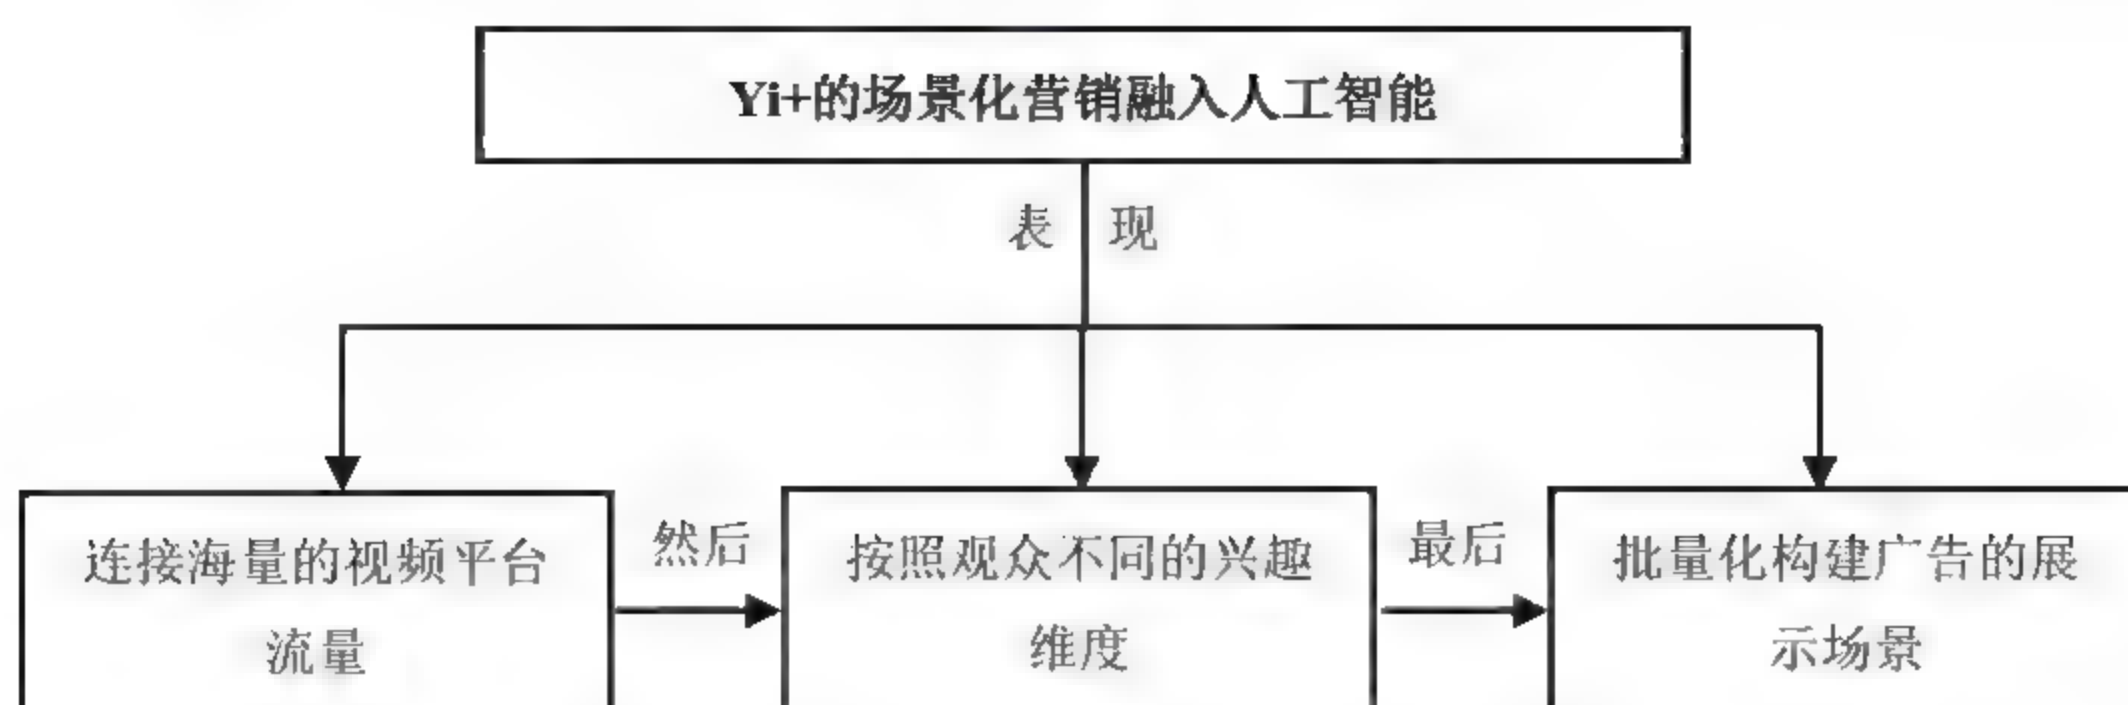 Yi+的场景化营销融入人工智能
表 现
连接海量的视频平台
流量
然后
按照观众不同的兴趣
维度
最后
批量化构建广告的展
示场景